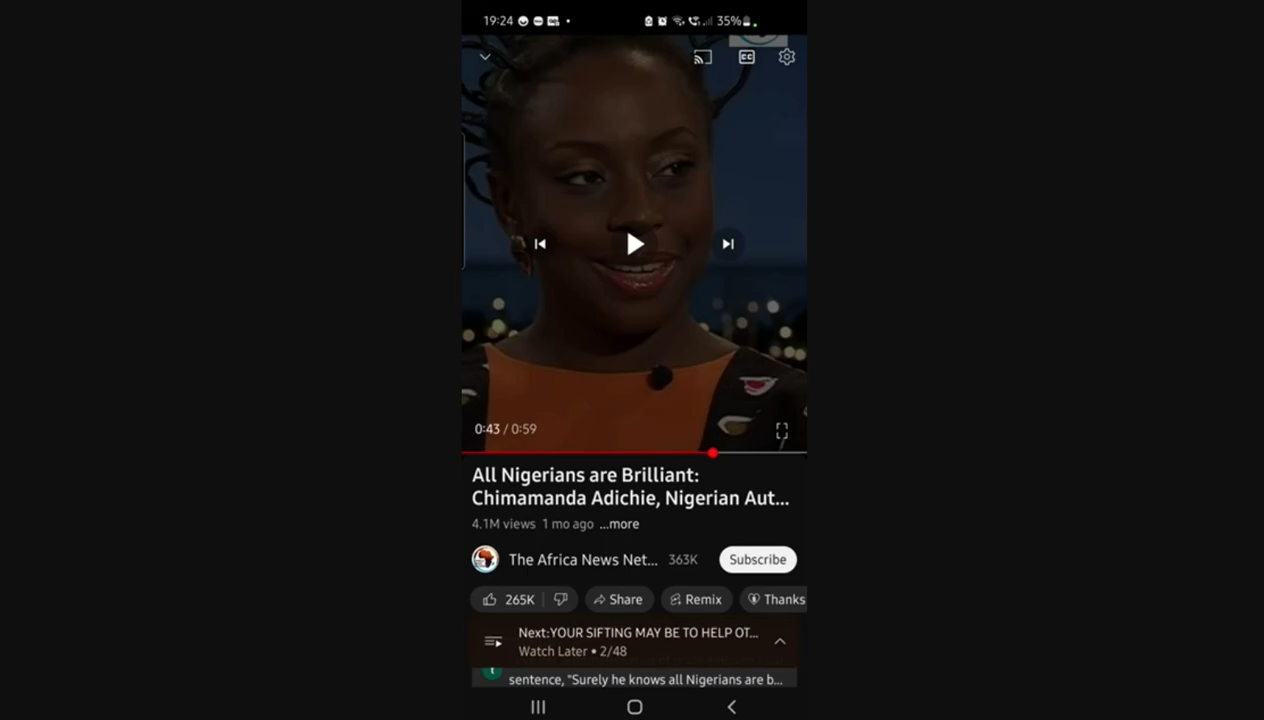 19:24
35%
CC
0:43 / 0:59
All Nigerians are Brilliant:
Chimamanda Adichie, Nigerian Aut...
4.1M views 1 mo ago ...more
The Africa News Net... 363K Subscribe
265K Share Remix Thanks
Next:YOUR SIFTING MAY BE TO HELP OT...
Watch Later • 2/48
t
sentence, "Surely he knows all Nigerians are b...